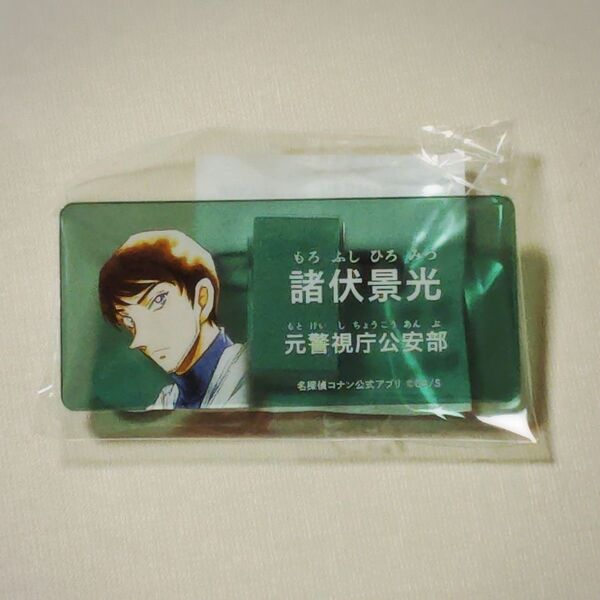 もろ ふし ひろ みつ
諸伏景光
もと けい し ちょうこう あん ぶ
元警視庁公安部
名探偵コナン公式アプリ